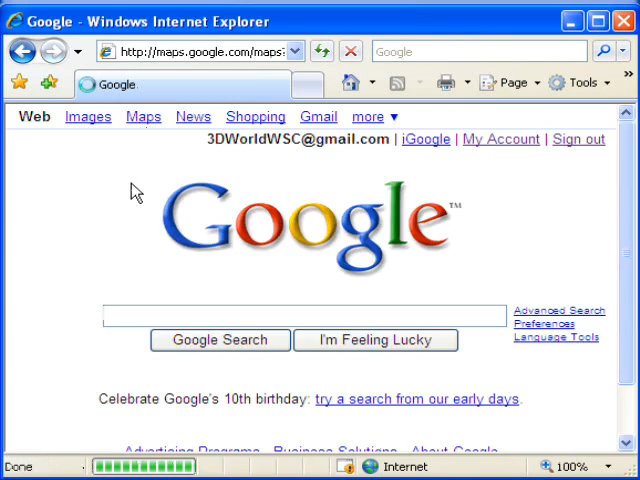 Google - Windows Internet Explorer
http://maps.google.com/maps?
Google
Google
Page
Tools
»
Web Images Maps News Shopping Gmail more ▼
3DWorldWSC@gmail.com | iGoogle | My Account | Sign out
Google™
Advanced Search
Preferences
Language Tools
Google Search I'm Feeling Lucky
Celebrate Google's 10th birthday: try a search from our early days.
Advertising Programs - Business Solutions - About Google
Done
Internet
100%